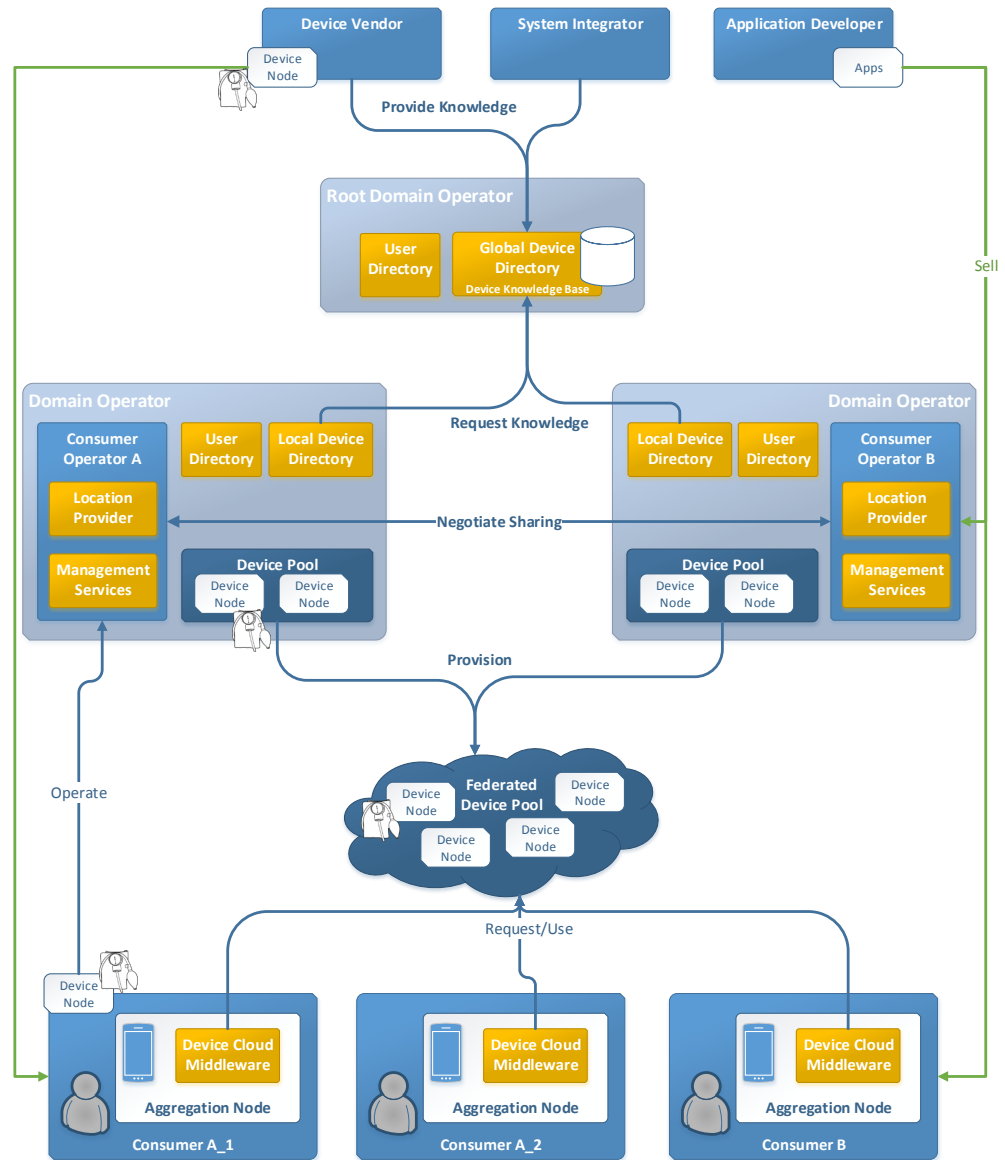 Device Vendor
System Integrator
Application Developer
Device
Node
Apps
Provide Knowledge
Root Domain Operator
User
Directory
Global Device
Directory
Device Knowledge Base
Sell
Domain Operator
Consumer
Operator A
User
Directory
Local Device
Directory
Location
Provider
Management
Services
Device Pool
Device
Node
Device
Node
Request Knowledge
Negotiate Sharing
Domain Operator
Local Device
Directory
User
Directory
Consumer
Operator B
Location
Provider
Management
Services
Device Pool
Device
Node
Device
Node
Provision
Operate
Federated
Device Pool
Device
Node
Device
Node
Device
Node
Device
Node
Request/Use
Device
Node
Device Cloud
Middleware
Aggregation Node
Consumer A_1
Device Cloud
Middleware
Aggregation Node
Consumer A_2
Device Cloud
Middleware
Aggregation Node
Consumer B